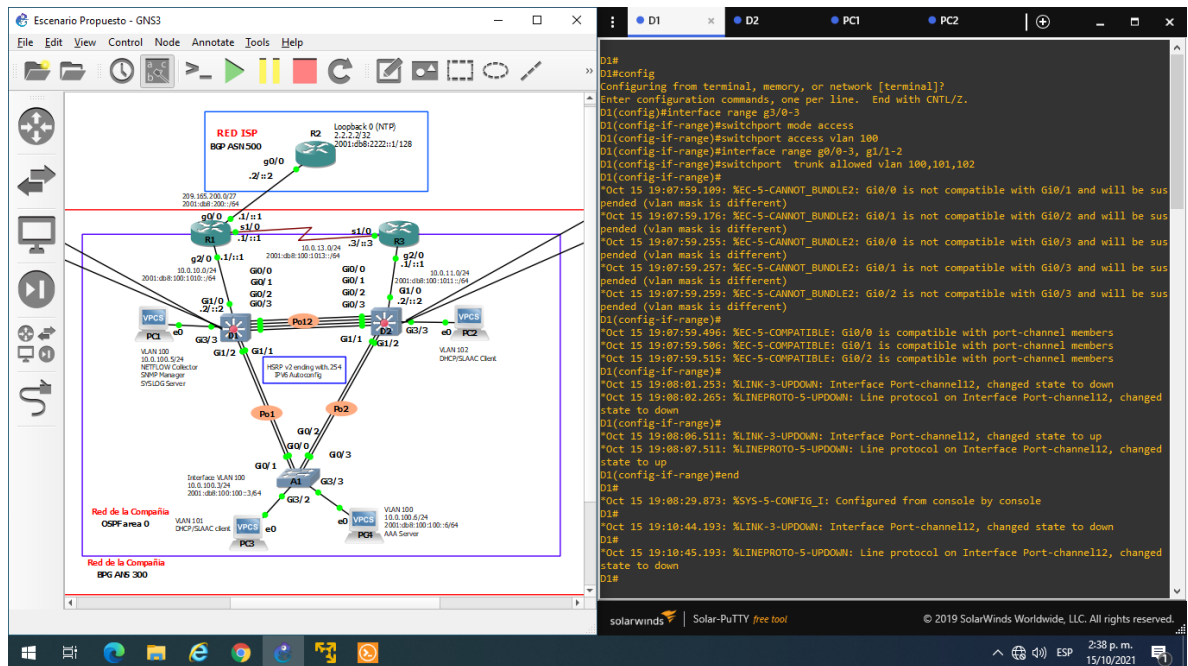 Escenario Propuesto - GNS3
File Edit View Control Node Annotate Tools Help
RED ISP
BGP ASN 500
R2
Loopback 0 (NTP)
2.2.2.2/32
2001:db8:2222::1/128
g0/0
.2/::2
209.165.200.0/27
2001:db8:200::/64
g0/0
.1/::1
s1/0
R1
.1/::1
s1/0
.3/::3
R3
10.0.13.0/24
2001:db8:100:1013::/64
g2/0
.1/::1
g2/0
.1/::1
10.0.10.0/24
2001:db8:100:1010::/64
10.0.11.0/24
2001:db8:100:1011::/64
Gi0/0
Gi0/1
Gi0/2
Gi0/3
Gi0/0
Gi0/1
Gi0/2
Gi0/3
Gi1/0
.2/::2
Gi1/0
.2/::2
VPCS
PC1
e0
Gi3/3
D1
Po12
D2
Gi3/3
e0
VPCS
PC2
Gi1/2
Gi1/1
Gi1/1
Gi1/2
VLAN 100
10.0.100.5/24
NETFLOW Collector
SNMP Manager
SYSLOG Server
VLAN 102
DHCP/SLAAC Client
HSRP v2 ending with.254
IPV6 Autoconfig
Po1
Po2
Gi0/2
Gi0/0
Gi0/3
Gi0/1
A1
Gi3/3
Gi3/2
Interface VLAN 100
10.0.100.3/24
2001:db8:100:100::3/64
Red de la Compañia
OSPF area 0
VLAN 101
DHCP/SLAAC client
VPCS
e0
PC3
e0
VPCS
PC4
VLAN 100
10.0.100.6/24
2001:db8:100:100::6/64
AAA Server
Red de la Compañia
BPG ANS 300
D1
D2
PC1
PC2
D1#
D1#config
Configuring from terminal, memory, or network [terminal]?
Enter configuration commands, one per line.  End with CNTL/Z.
D1(config)#interface range g3/0-3
D1(config-if-range)#switchport mode access
D1(config-if-range)#switchport access vlan 100
D1(config-if-range)#interface range g0/0-3, g1/1-2
D1(config-if-range)#switchport  trunk allowed vlan 100,101,102
D1(config-if-range)#
*Oct 15 19:07:59.109: %EC-5-CANNOT_BUNDLE2: Gi0/0 is not compatible with Gi0/1 and will be sus
pended (vlan mask is different)
*Oct 15 19:07:59.176: %EC-5-CANNOT_BUNDLE2: Gi0/1 is not compatible with Gi0/2 and will be sus
pended (vlan mask is different)
*Oct 15 19:07:59.255: %EC-5-CANNOT_BUNDLE2: Gi0/0 is not compatible with Gi0/3 and will be sus
pended (vlan mask is different)
*Oct 15 19:07:59.257: %EC-5-CANNOT_BUNDLE2: Gi0/1 is not compatible with Gi0/3 and will be sus
pended (vlan mask is different)
*Oct 15 19:07:59.259: %EC-5-CANNOT_BUNDLE2: Gi0/2 is not compatible with Gi0/3 and will be sus
pended (vlan mask is different)
D1(config-if-range)#
*Oct 15 19:07:59.496: %EC-5-COMPATIBLE: Gi0/0 is compatible with port-channel members
*Oct 15 19:07:59.506: %EC-5-COMPATIBLE: Gi0/1 is compatible with port-channel members
*Oct 15 19:07:59.515: %EC-5-COMPATIBLE: Gi0/2 is compatible with port-channel members
D1(config-if-range)#
*Oct 15 19:08:01.253: %LINK-3-UPDOWN: Interface Port-channel12, changed state to down
*Oct 15 19:08:02.265: %LINEPROTO-5-UPDOWN: Line protocol on Interface Port-channel12, changed
state to down
D1(config-if-range)#
*Oct 15 19:08:06.511: %LINK-3-UPDOWN: Interface Port-channel12, changed state to up
*Oct 15 19:08:07.511: %LINEPROTO-5-UPDOWN: Line protocol on Interface Port-channel12, changed
state to up
D1(config-if-range)#end
D1#
*Oct 15 19:08:29.873: %SYS-5-CONFIG_I: Configured from console by console
D1#
*Oct 15 19:10:44.193: %LINK-3-UPDOWN: Interface Port-channel12, changed state to down
D1#
*Oct 15 19:10:45.193: %LINEPROTO-5-UPDOWN: Line protocol on Interface Port-channel12, changed
state to down
D1#
solarwinds
Solar-PuTTY free tool
© 2019 SolarWinds Worldwide, LLC. All rights reserved.
ESP
2:38 p. m.
15/10/2021
1